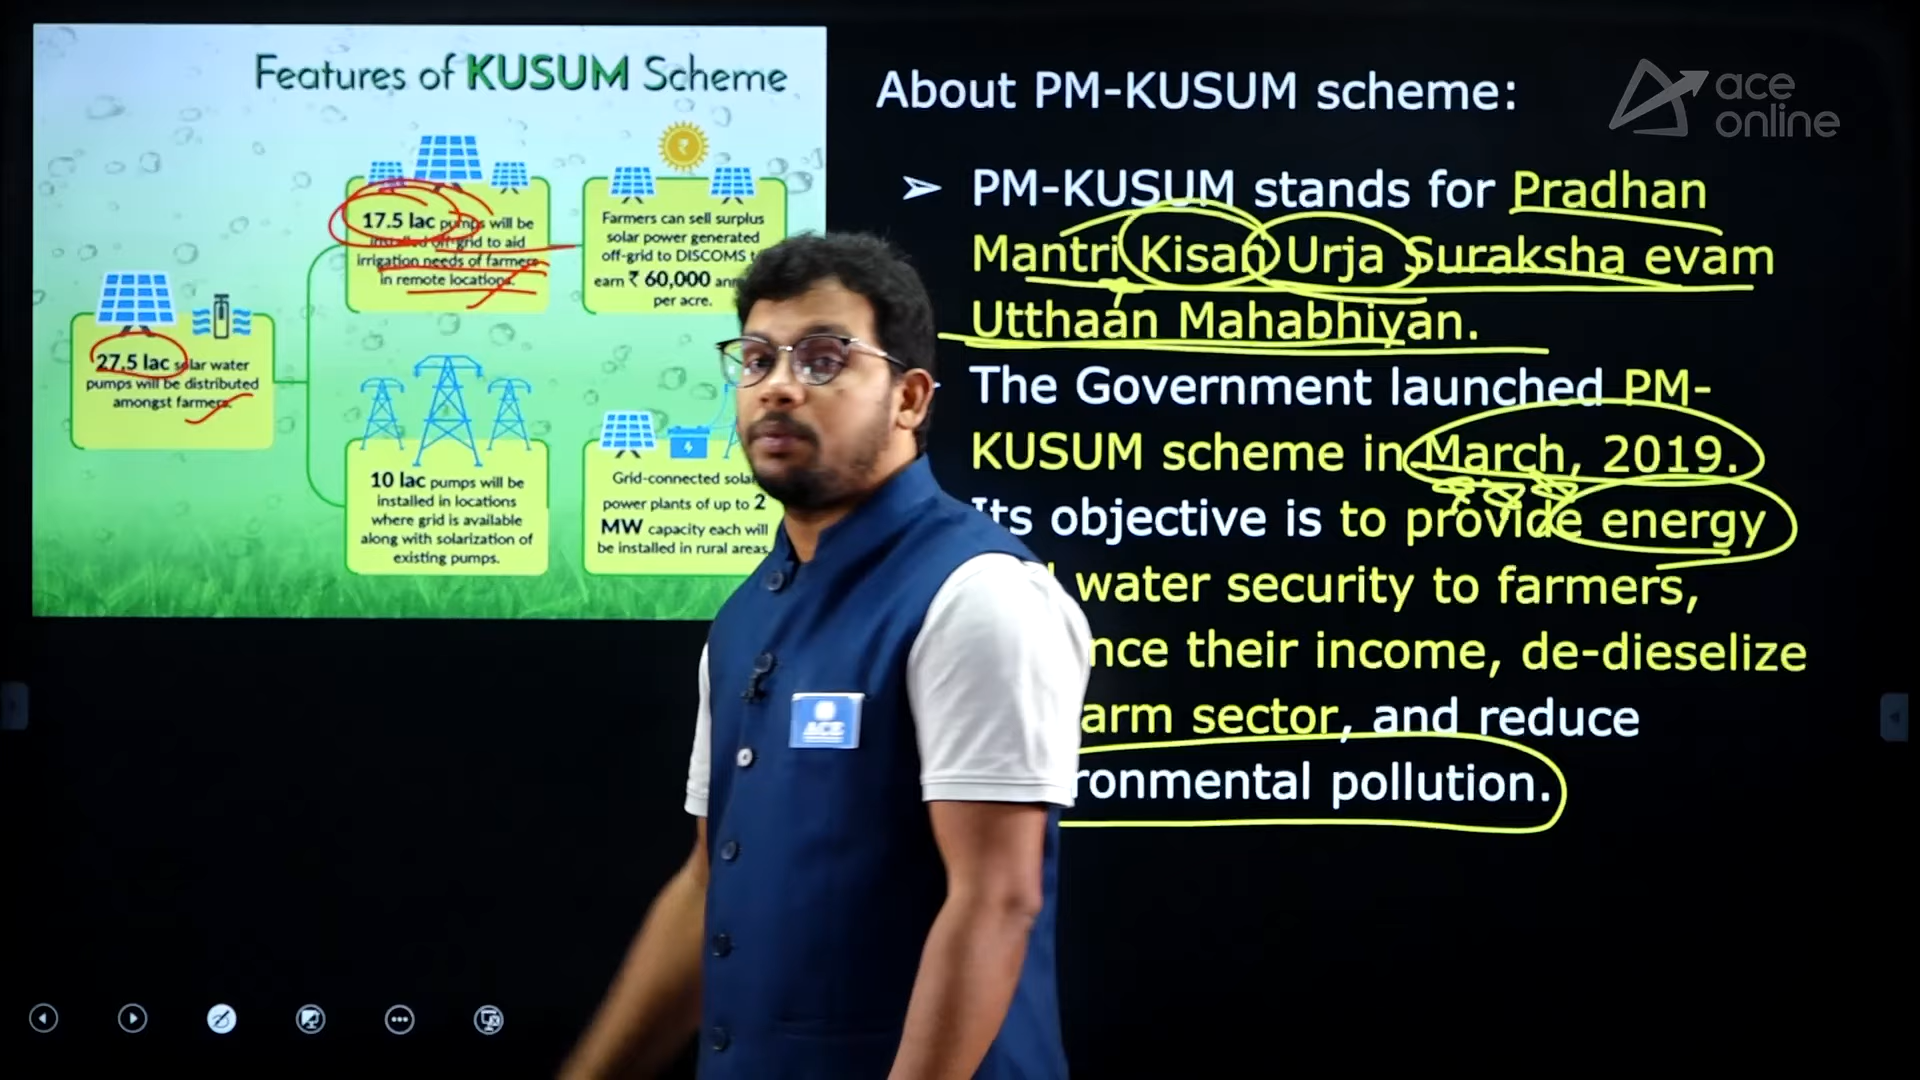 Features of KUSUM Scheme
17.5 lac pumps will be
installed off-grid to aid
irrigation needs of farmers
in remote locations.
Farmers can sell surplus
solar power generated
off-grid to DISCOMS
earn ₹ 60,000
per acre.
27.5 lac solar water
pumps will be distributed
amongst farmers.
10 lac pumps will be
installed in locations
where grid is available
along with solarization of
existing pumps.
Grid-connected
power plants of up to 2
MW capacity each will
be installed in rural areas.
About PM-KUSUM scheme:
➢ PM-KUSUM stands for Pradhan
Mantri Kisan Urja Suraksha evam
Utthaan Mahabhiyan.
The Government launched PM-
KUSUM scheme in March, 2019.
Its objective is to provide energy
water security to farmers,
their income, de-dieselize
sector, and reduce
pollution.
ace
online
ACE